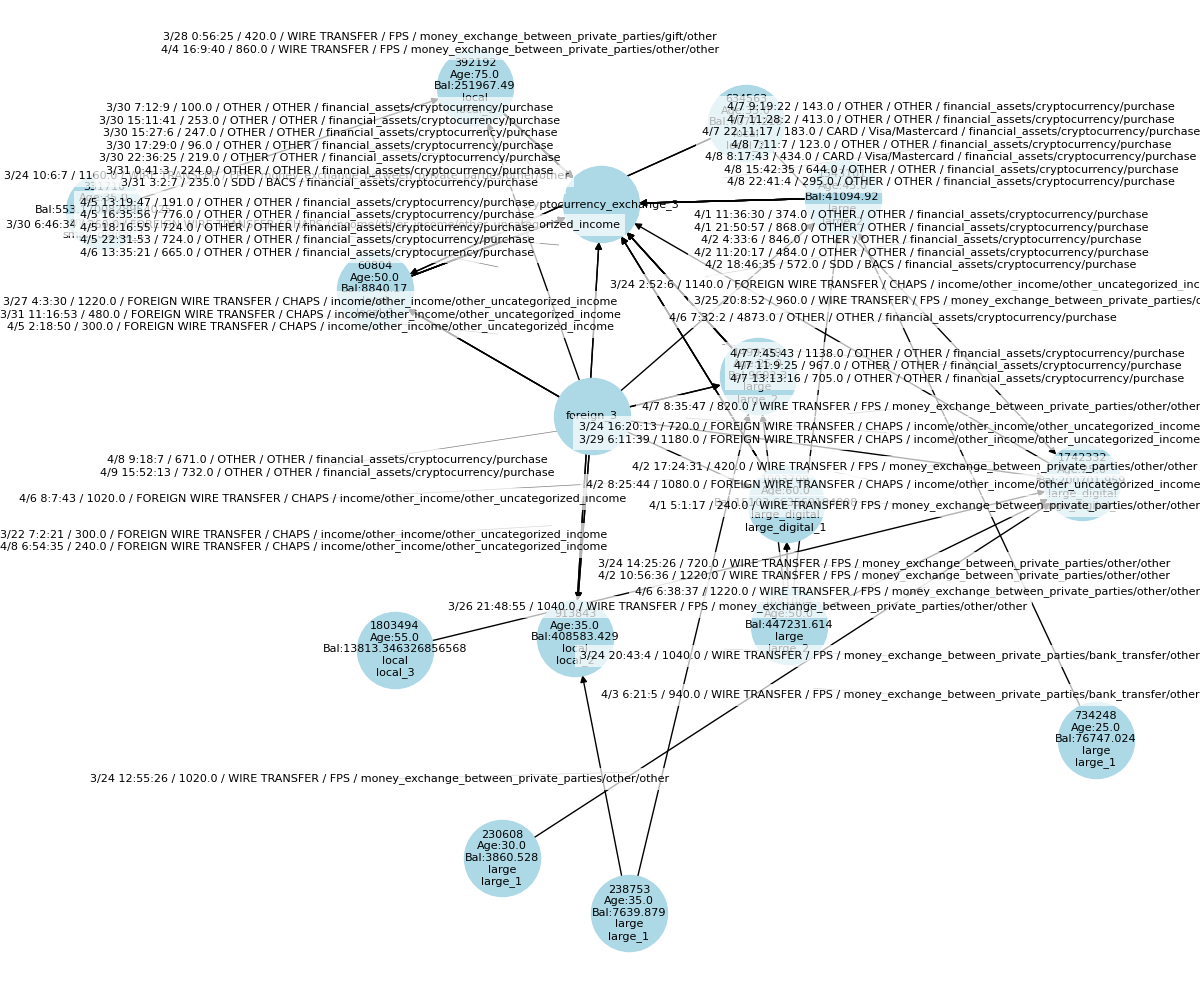 3/28 0:56:25 / 420.0 / WIRE TRANSFER / FPS / money_exchange_between_private_parties/gift/other
4/4 16:9:40 / 860.0 / WIRE TRANSFER / FPS / money_exchange_between_private_parties/other/other
392192
Age:75.0
Bal:251967.49
local
3/30 7:12:9 / 100.0 / OTHER / OTHER / financial_assets/cryptocurrency/purchase
3/30 15:11:41 / 253.0 / OTHER / OTHER / financial_assets/cryptocurrency/purchase
3/30 15:27:6 / 247.0 / OTHER / OTHER / financial_assets/cryptocurrency/purchase
3/30 17:29:0 / 96.0 / OTHER / OTHER / financial_assets/cryptocurrency/purchase
3/30 22:36:25 / 219.0 / OTHER / OTHER / financial_assets/cryptocurrency/purchase
3/31 0:41:3 / 224.0 / OTHER / OTHER / financial_assets/cryptocurrency/purchase
3/31 3:2:7 / 235.0 / SDD / BACS / financial_assets/cryptocurrency/purchase
634563
4/7 9:19:22 / 143.0 / OTHER / OTHER / financial_assets/cryptocurrency/purchase
4/7 11:28:2 / 413.0 / OTHER / OTHER / financial_assets/cryptocurrency/purchase
4/7 22:11:17 / 183.0 / CARD / Visa/Mastercard / financial_assets/cryptocurrency/purchase
4/8 7:11:7 / 123.0 / OTHER / OTHER / financial_assets/cryptocurrency/purchase
4/8 8:17:43 / 434.0 / CARD / Visa/Mastercard / financial_assets/cryptocurrency/purchase
4/8 15:42:35 / 644.0 / OTHER / OTHER / financial_assets/cryptocurrency/purchase
4/8 22:41:4 / 295.0 / OTHER / OTHER / financial_assets/cryptocurrency/purchase
3/24 10:6:7 /
Bal:553
4/5 13:19:47 / 191.0 / OTHER / OTHER / financial_assets/cryptocurrency/purchase
4/5 16:35:56 / 776.0 / OTHER / OTHER / financial_assets/cryptocurrency/purchase
4/5 18:16:55 / 724.0 / OTHER / OTHER / financial_assets/cryptocurrency/purchase
4/5 22:31:53 / 724.0 / OTHER / OTHER / financial_assets/cryptocurrency/purchase
4/6 13:35:21 / 665.0 / OTHER / OTHER / financial_assets/cryptocurrency/purchase
3/30 6:46:34
ptocurrency_exchange_3
gorized_income
Bal:41094.92
4/1 11:36:30 / 374.0 / OTHER / OTHER / financial_assets/cryptocurrency/purchase
4/1 21:50:57 / 868.0 / OTHER / OTHER / financial_assets/cryptocurrency/purchase
4/2 4:33:6 / 846.0 / OTHER / OTHER / financial_assets/cryptocurrency/purchase
4/2 11:20:17 / 484.0 / OTHER / OTHER / financial_assets/cryptocurrency/purchase
4/2 18:46:35 / 572.0 / SDD / BACS / financial_assets/cryptocurrency/purchase
60804
Age:50.0
Bal:8840.17
3/24 2:52:6 / 1140.0 / FOREIGN WIRE TRANSFER / CHAPS / income/other_income/other_uncategorized_inc
3/27 4:3:30 / 1220.0 / FOREIGN WIRE TRANSFER / CHAPS / income/other_income/other_uncategorized_income
3/31 11:16:53 / 480.0 / FOREIGN WIRE TRANSFER / CHAPS / income/other_income/other_uncategorized_income
4/5 2:18:50 / 300.0 / FOREIGN WIRE TRANSFER / CHAPS / income/other_income/other_uncategorized_income
3/25 20:8:52 / 960.0 / WIRE TRANSFER / FPS / money_exchange_between_private_parties/c
4/6 7:32:2 / 4873.0 / OTHER / OTHER / financial_assets/cryptocurrency/purchase
4/7 7:45:43 / 1138.0 / OTHER / OTHER / financial_assets/cryptocurrency/purchase
4/7 11:9:25 / 967.0 / OTHER / OTHER / financial_assets/cryptocurrency/purchase
4/7 13:13:16 / 705.0 / OTHER / OTHER / financial_assets/cryptocurrency/purchase
large
large_2
foreign_3
4/7 8:35:47 / 820.0 / WIRE TRANSFER / FPS / money_exchange_between_private_parties/other/other
3/24 16:20:13 / 720.0 / FOREIGN WIRE TRANSFER / CHAPS / income/other_income/other_uncategorized_income
3/29 6:11:39 / 1180.0 / FOREIGN WIRE TRANSFER / CHAPS / income/other_income/other_uncategorized_income
4/8 9:18:7 / 671.0 / OTHER / OTHER / financial_assets/cryptocurrency/purchase
4/9 15:52:13 / 732.0 / OTHER / OTHER / financial_assets/cryptocurrency/purchase
1742332
4/2 17:24:31 / 420.0 / WIRE TRANSFER / FPS / money_exchange_between_private_parties/other/other
4/2 8:25:44 / 1080.0 / FOREIGN WIRE TRANSFER / CHAPS / income/other_income/other_uncategorized_income
large_digital
Age:60.0
4/6 8:7:43 / 1020.0 / FOREIGN WIRE TRANSFER / CHAPS / income/other_income/other_uncategorized_income
4/1 5:1:17 / 240.0 / WIRE TRANSFER / FPS / money_exchange_between_private_parties/other/other
large_digital
large_digital_1
3/22 7:2:21 / 300.0 / FOREIGN WIRE TRANSFER / CHAPS / income/other_income/other_uncategorized_income
4/8 6:54:35 / 240.0 / FOREIGN WIRE TRANSFER / CHAPS / income/other_income/other_uncategorized_income
3/24 14:25:26 / 720.0 / WIRE TRANSFER / FPS / money_exchange_between_private_parties/other/other
4/2 10:56:36 / 1220.0 / WIRE TRANSFER / FPS / money_exchange_between_private_parties/other/other
4/6 6:38:37 / 1220.0 / WIRE TRANSFER / FPS / money_exchange_between_private_parties/other/other
3/26 21:48:55 / 1040.0 / WIRE TRANSFER / FPS / money_exchange_between_private_parties/other/other
913843
Age:35.0
Bal:408583.429
local
local_2
Age:50.0
Bal:447231.614
large
large_2
1803494
Age:55.0
Bal:13813.346326856568
local
local_3
3/24 20:43:4 / 1040.0 / WIRE TRANSFER / FPS / money_exchange_between_private_parties/bank_transfer/other
4/3 6:21:5 / 940.0 / WIRE TRANSFER / FPS / money_exchange_between_private_parties/bank_transfer/other
734248
Age:25.0
Bal:76747.024
large
large_1
3/24 12:55:26 / 1020.0 / WIRE TRANSFER / FPS / money_exchange_between_private_parties/other/other
230608
Age:30.0
Bal:3860.528
large
large_1
238753
Age:35.0
Bal:7639.879
large
large_1